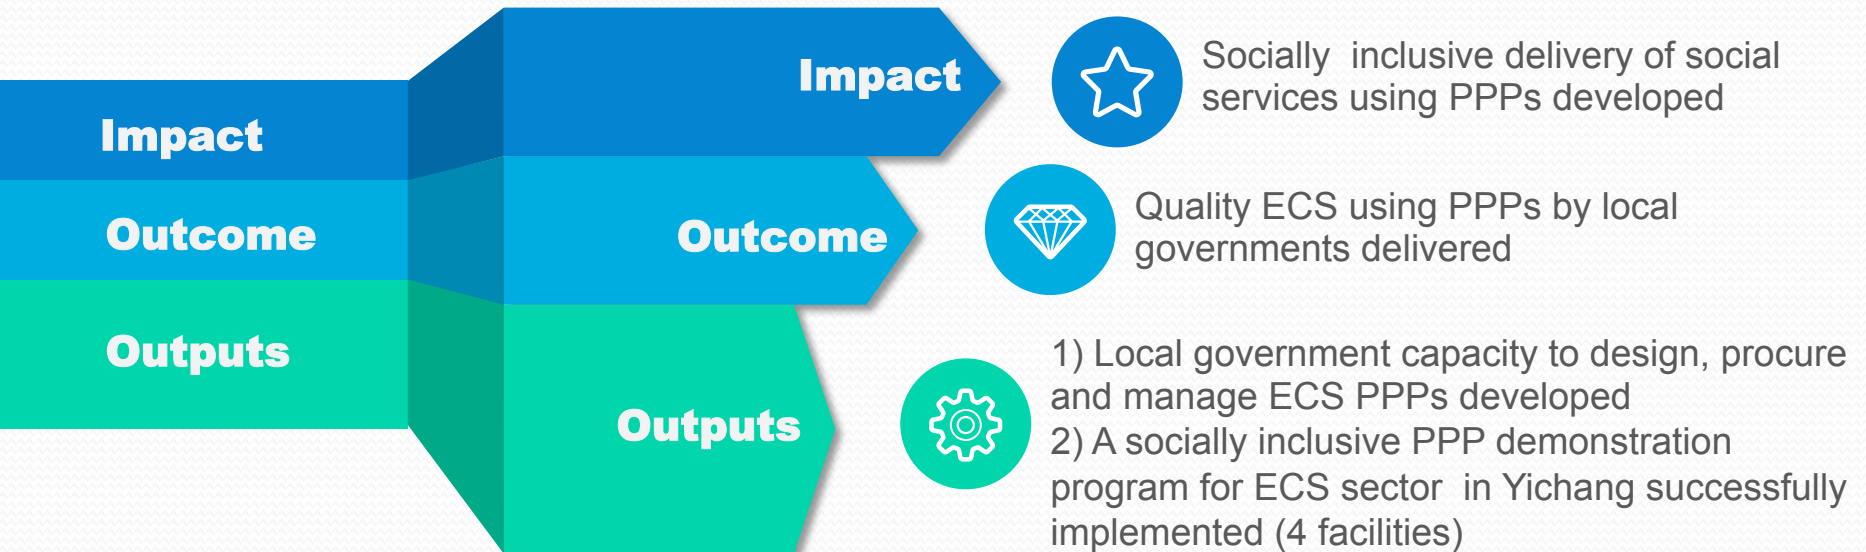 Impact
Outcome
Outputs
Impact
Socially  inclusive delivery of social
services using PPPs developed
Outcome
Quality ECS using PPPs by local
governments delivered
Outputs
1) Local government capacity to design, procure
and manage ECS PPPs developed
2) A socially inclusive PPP demonstration
program for ECS sector  in Yichang successfully
implemented (4 facilities)